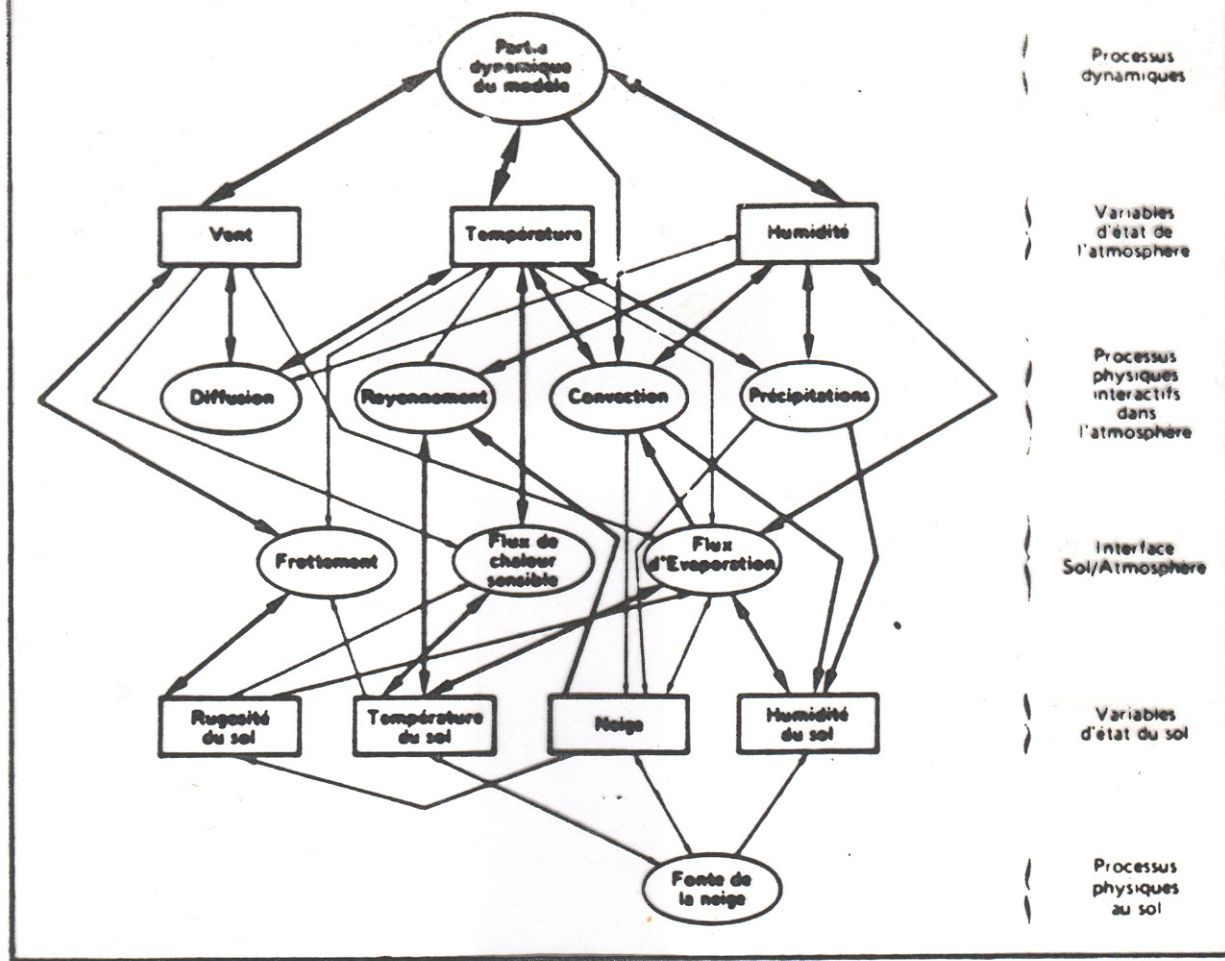 Partie
dynamique
du modèle
Processus
dynamiques
Vent
Température
Humidité
Variables
d'état de
l'atmosphère
Diffusion
Rayonnement
Convection
Précipitations
Processus
physiques
interactifs
dans
l'atmosphère
Frottement
Flux de
chaleur
sensible
Flux
d'Evaporation
Interface
Sol/Atmosphère
Rugosité
du sol
Température
du sol
Neige
Humidité
du sol
Variables
d'état du sol
Fonte de
la neige
Processus
physiques
au sol